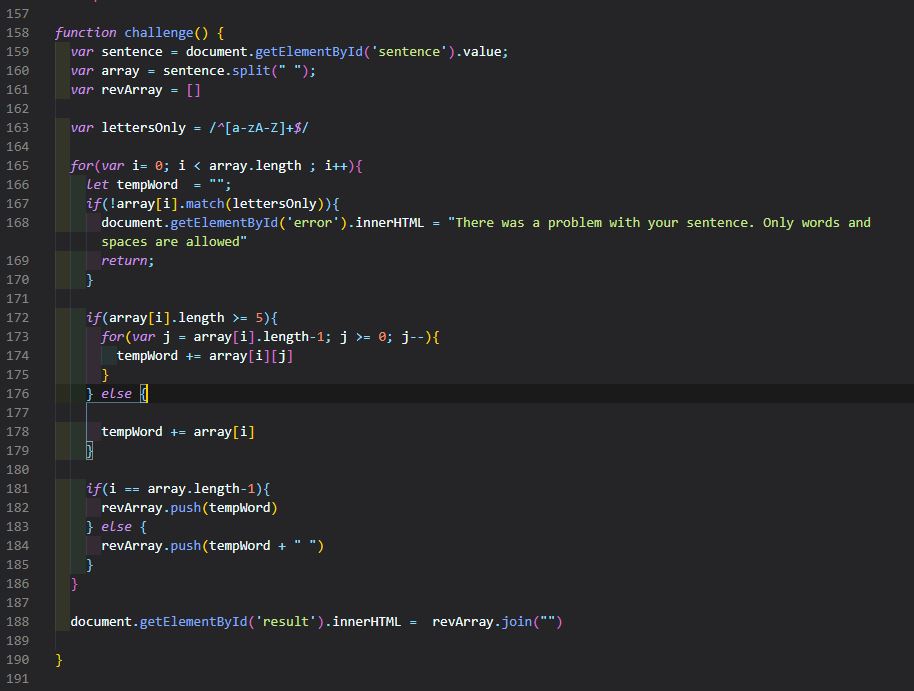 157
158 function challenge() {
159 var sentence = document.getElementById('sentence').value;
160 var array = sentence.split(" ");
161 var revArray = []
162
163 var lettersOnly = /^[a-zA-Z]+$/
164
165 for(var i= 0; i < array.length ; i++){
166 let tempWord  = "";
167 if(!array[i].match(lettersOnly)){
168 document.getElementById('error').innerHTML = "There was a problem with your sentence. Only words and
spaces are allowed"
169 return;
170 }
171
172 if(array[i].length >= 5){
173 for(var j = array[i].length-1; j >= 0; j--){
174 tempWord += array[i][j]
175 }
176 } else {
177
178 tempWord += array[i]
179 }
180
181 if(i == array.length-1){
182 revArray.push(tempWord)
183 } else {
184 revArray.push(tempWord + " ")
185 }
186 }
187
188 document.getElementById('result').innerHTML =  revArray.join("")
189
190 }
191